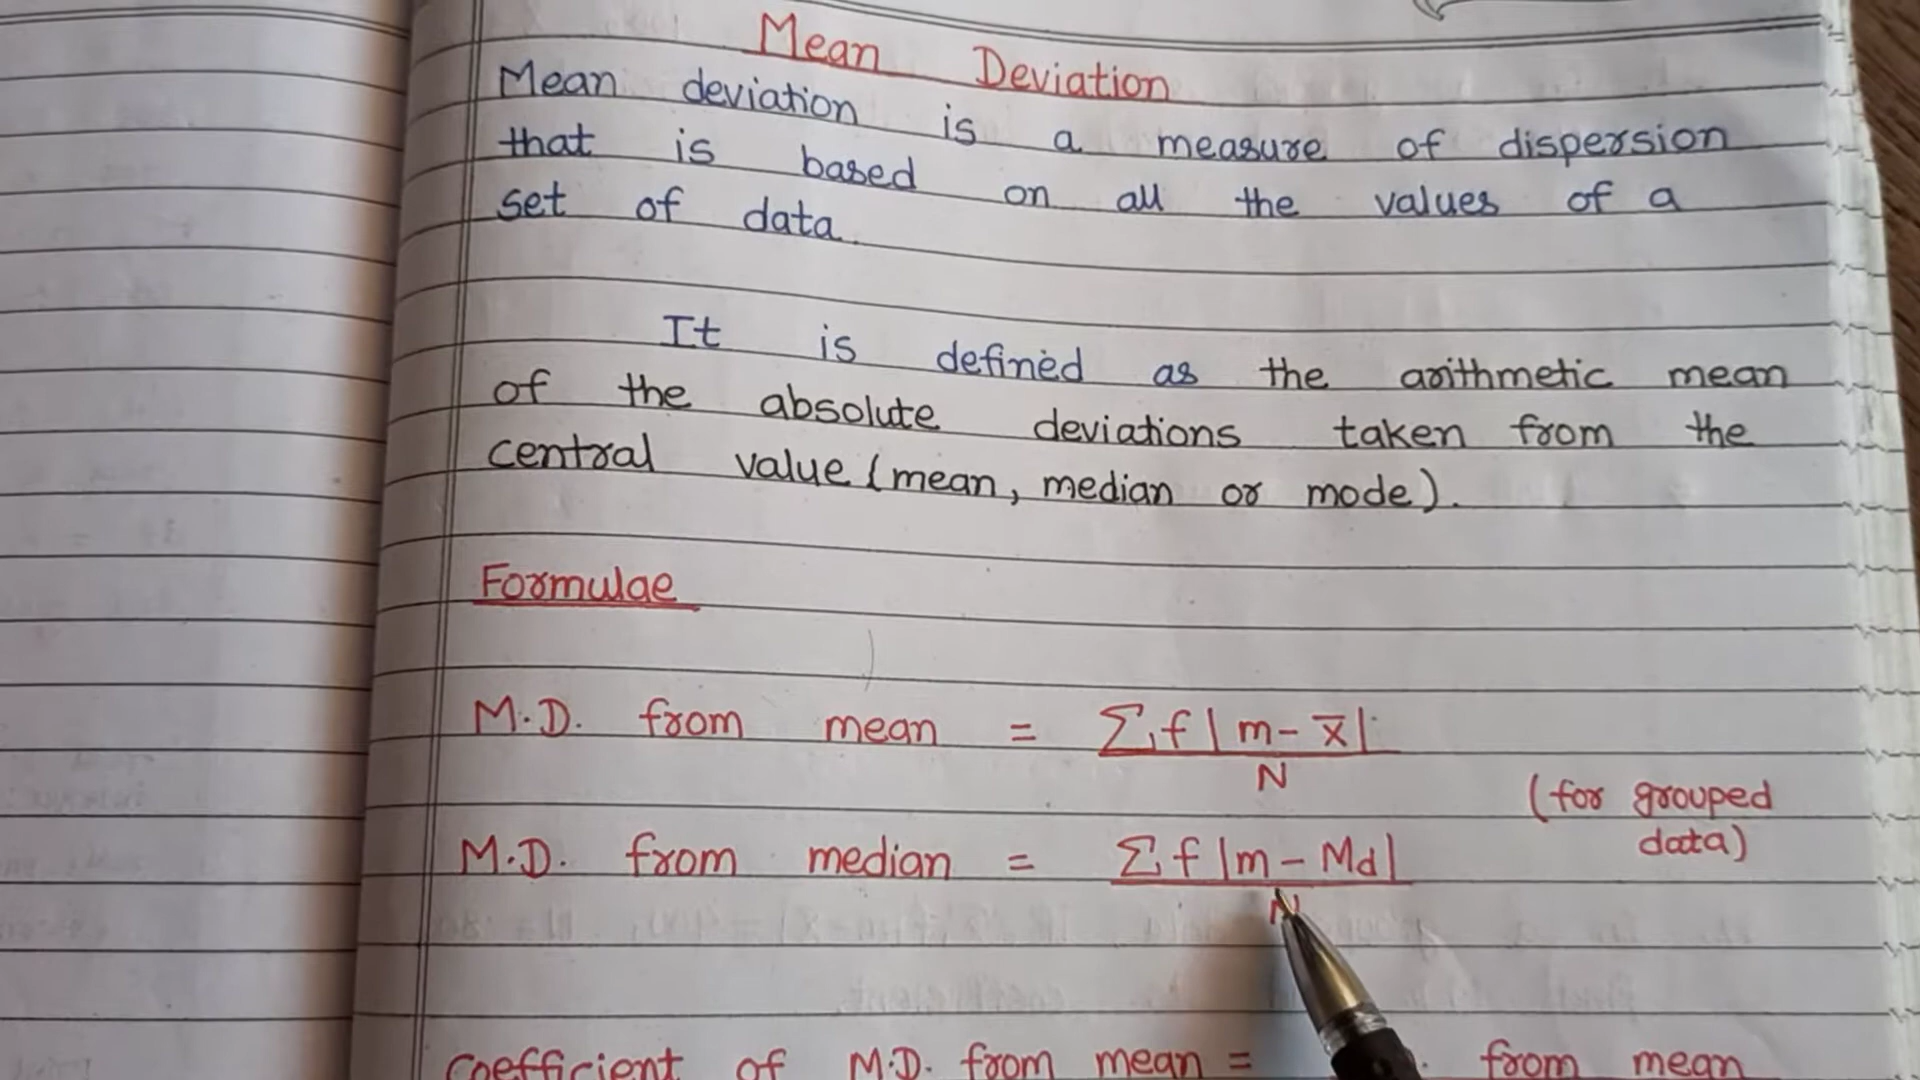 Mean Deviation
Mean deviation is a measure of dispersion
that is based on all the values of a
set of data.
It is defined as the arithmetic mean
of the absolute deviations taken from the
central value (mean, median or mode).
Formulae
M.D. from mean = Σf|m - x̅|
N
(for grouped
data)
M.D. from median = Σf|m - Md|
N
Coefficient of M.D. from mean = from mean